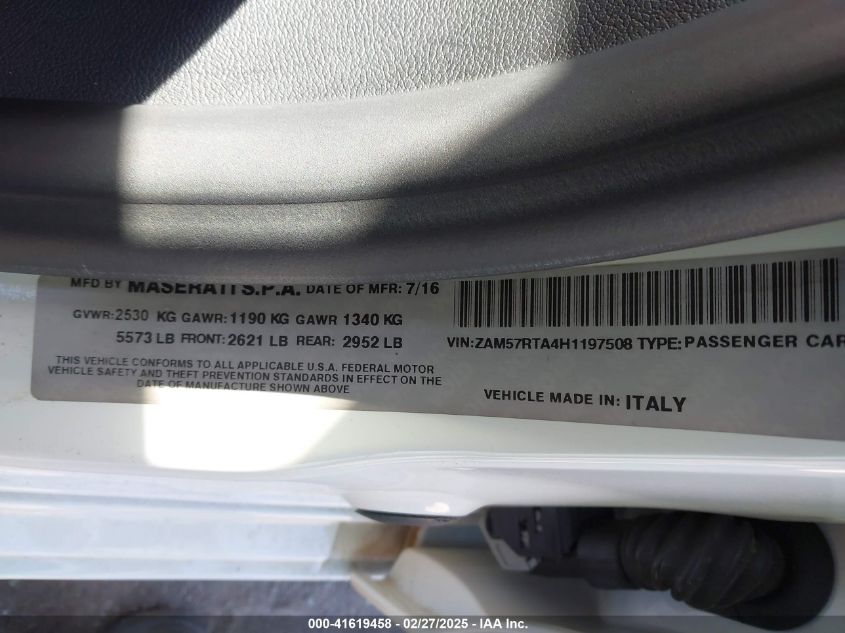 MFD BY MASERATI S.P.A. DATE OF MFR: 7/16
GVWR: 2530 KG GAWR: 1190 KG GAWR 1340 KG
5573 LB FRONT: 2621 LB REAR: 2952 LB
THIS VEHICLE CONFORMS TO ALL APPLICABLE U.S.A. FEDERAL MOTOR
VEHICLE SAFETY AND THEFT PREVENTION STANDARDS IN EFFECT ON THE
DATE OF MANUFACTURE SHOWN ABOVE
VIN: ZAM57RTA4H1197508 TYPE: PASSENGER CAR
VEHICLE MADE IN: ITALY
000-41619458 - 02/27/2025 - IAA Inc.